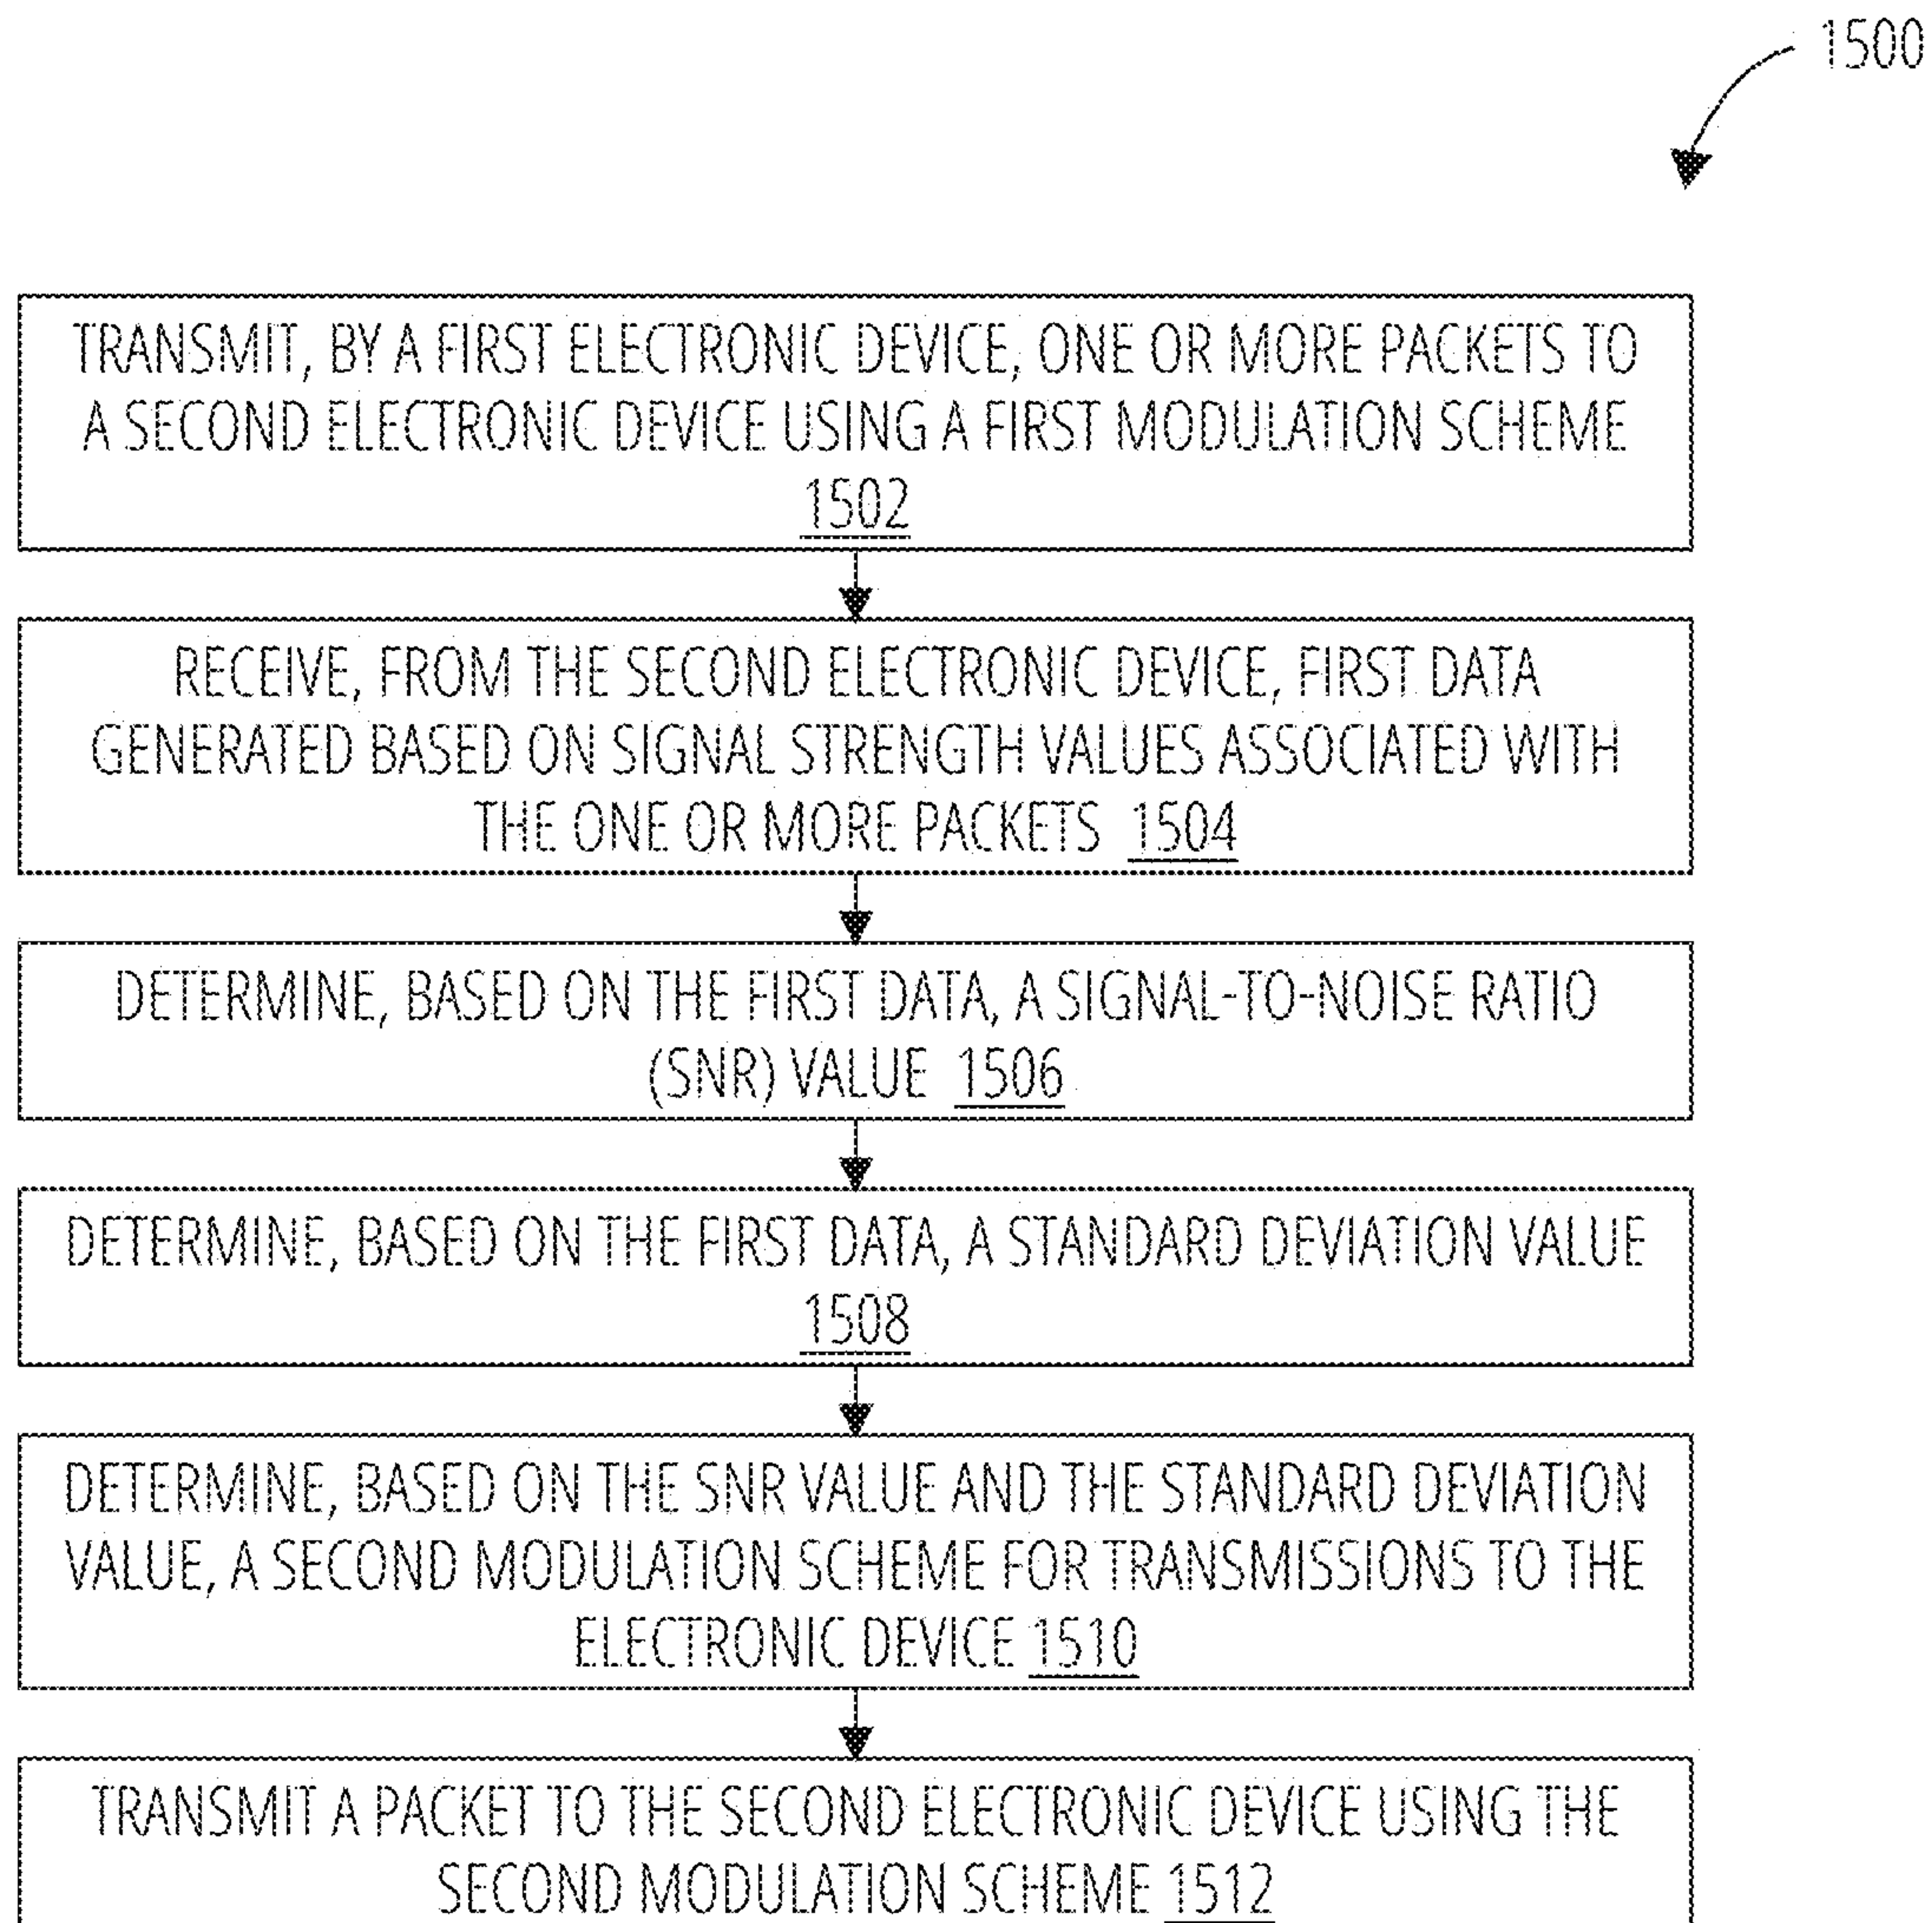 1500
TRANSMIT, BY A FIRST ELECTRONIC DEVICE, ONE OR MORE PACKETS TO
A SECOND ELECTRONIC DEVICE USING A FIRST MODULATION SCHEME
1502
RECEIVE, FROM THE SECOND ELECTRONIC DEVICE, FIRST DATA
GENERATED BASED ON SIGNAL STRENGTH VALUES ASSOCIATED WITH
THE ONE OR MORE PACKETS 1504
DETERMINE, BASED ON THE FIRST DATA, A SIGNAL-TO-NOISE RATIO
(SNR) VALUE 1506
DETERMINE, BASED ON THE FIRST DATA, A STANDARD DEVIATION VALUE
1508
DETERMINE, BASED ON THE SNR VALUE AND THE STANDARD DEVIATION
VALUE, A SECOND MODULATION SCHEME FOR TRANSMISSIONS TO THE
ELECTRONIC DEVICE 1510
TRANSMIT A PACKET TO THE SECOND ELECTRONIC DEVICE USING THE
SECOND MODULATION SCHEME 1512